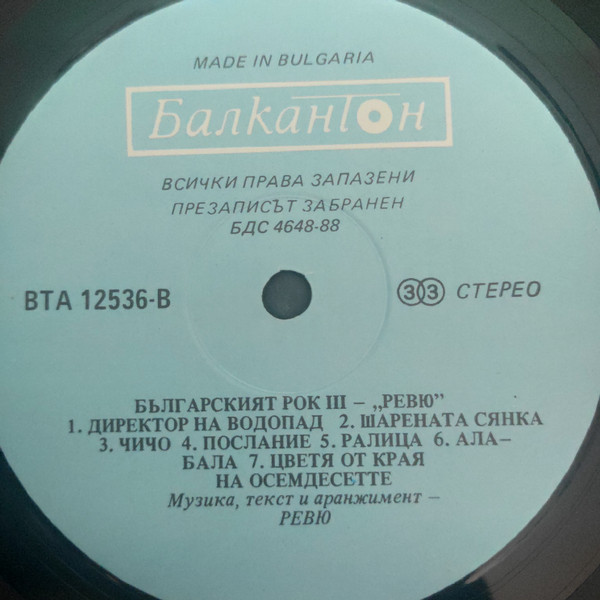 MADE IN BULGARIA
Балкантон
ВСИЧКИ ПРАВА ЗАПАЗЕНИ
ПРЕЗАПИСЪТ ЗАБРАНЕН
БДС 4648-88
ВТА 12536-В
33 СТЕРЕО
БЪЛГАРСКИЯТ РОК III – „РЕВЮ”
1. ДИРЕКТОР НА ВОДОПАД 2. ШАРЕНАТА СЯНКА
3. ЧИЧО 4. ПОСЛАНИЕ 5. РАЛИЦА 6. АЛА–
БАЛА 7. ЦВЕТЯ ОТ КРАЯ
НА ОСЕМДЕСЕТТЕ
Музика, текст и аранжимент –
РЕВЮ